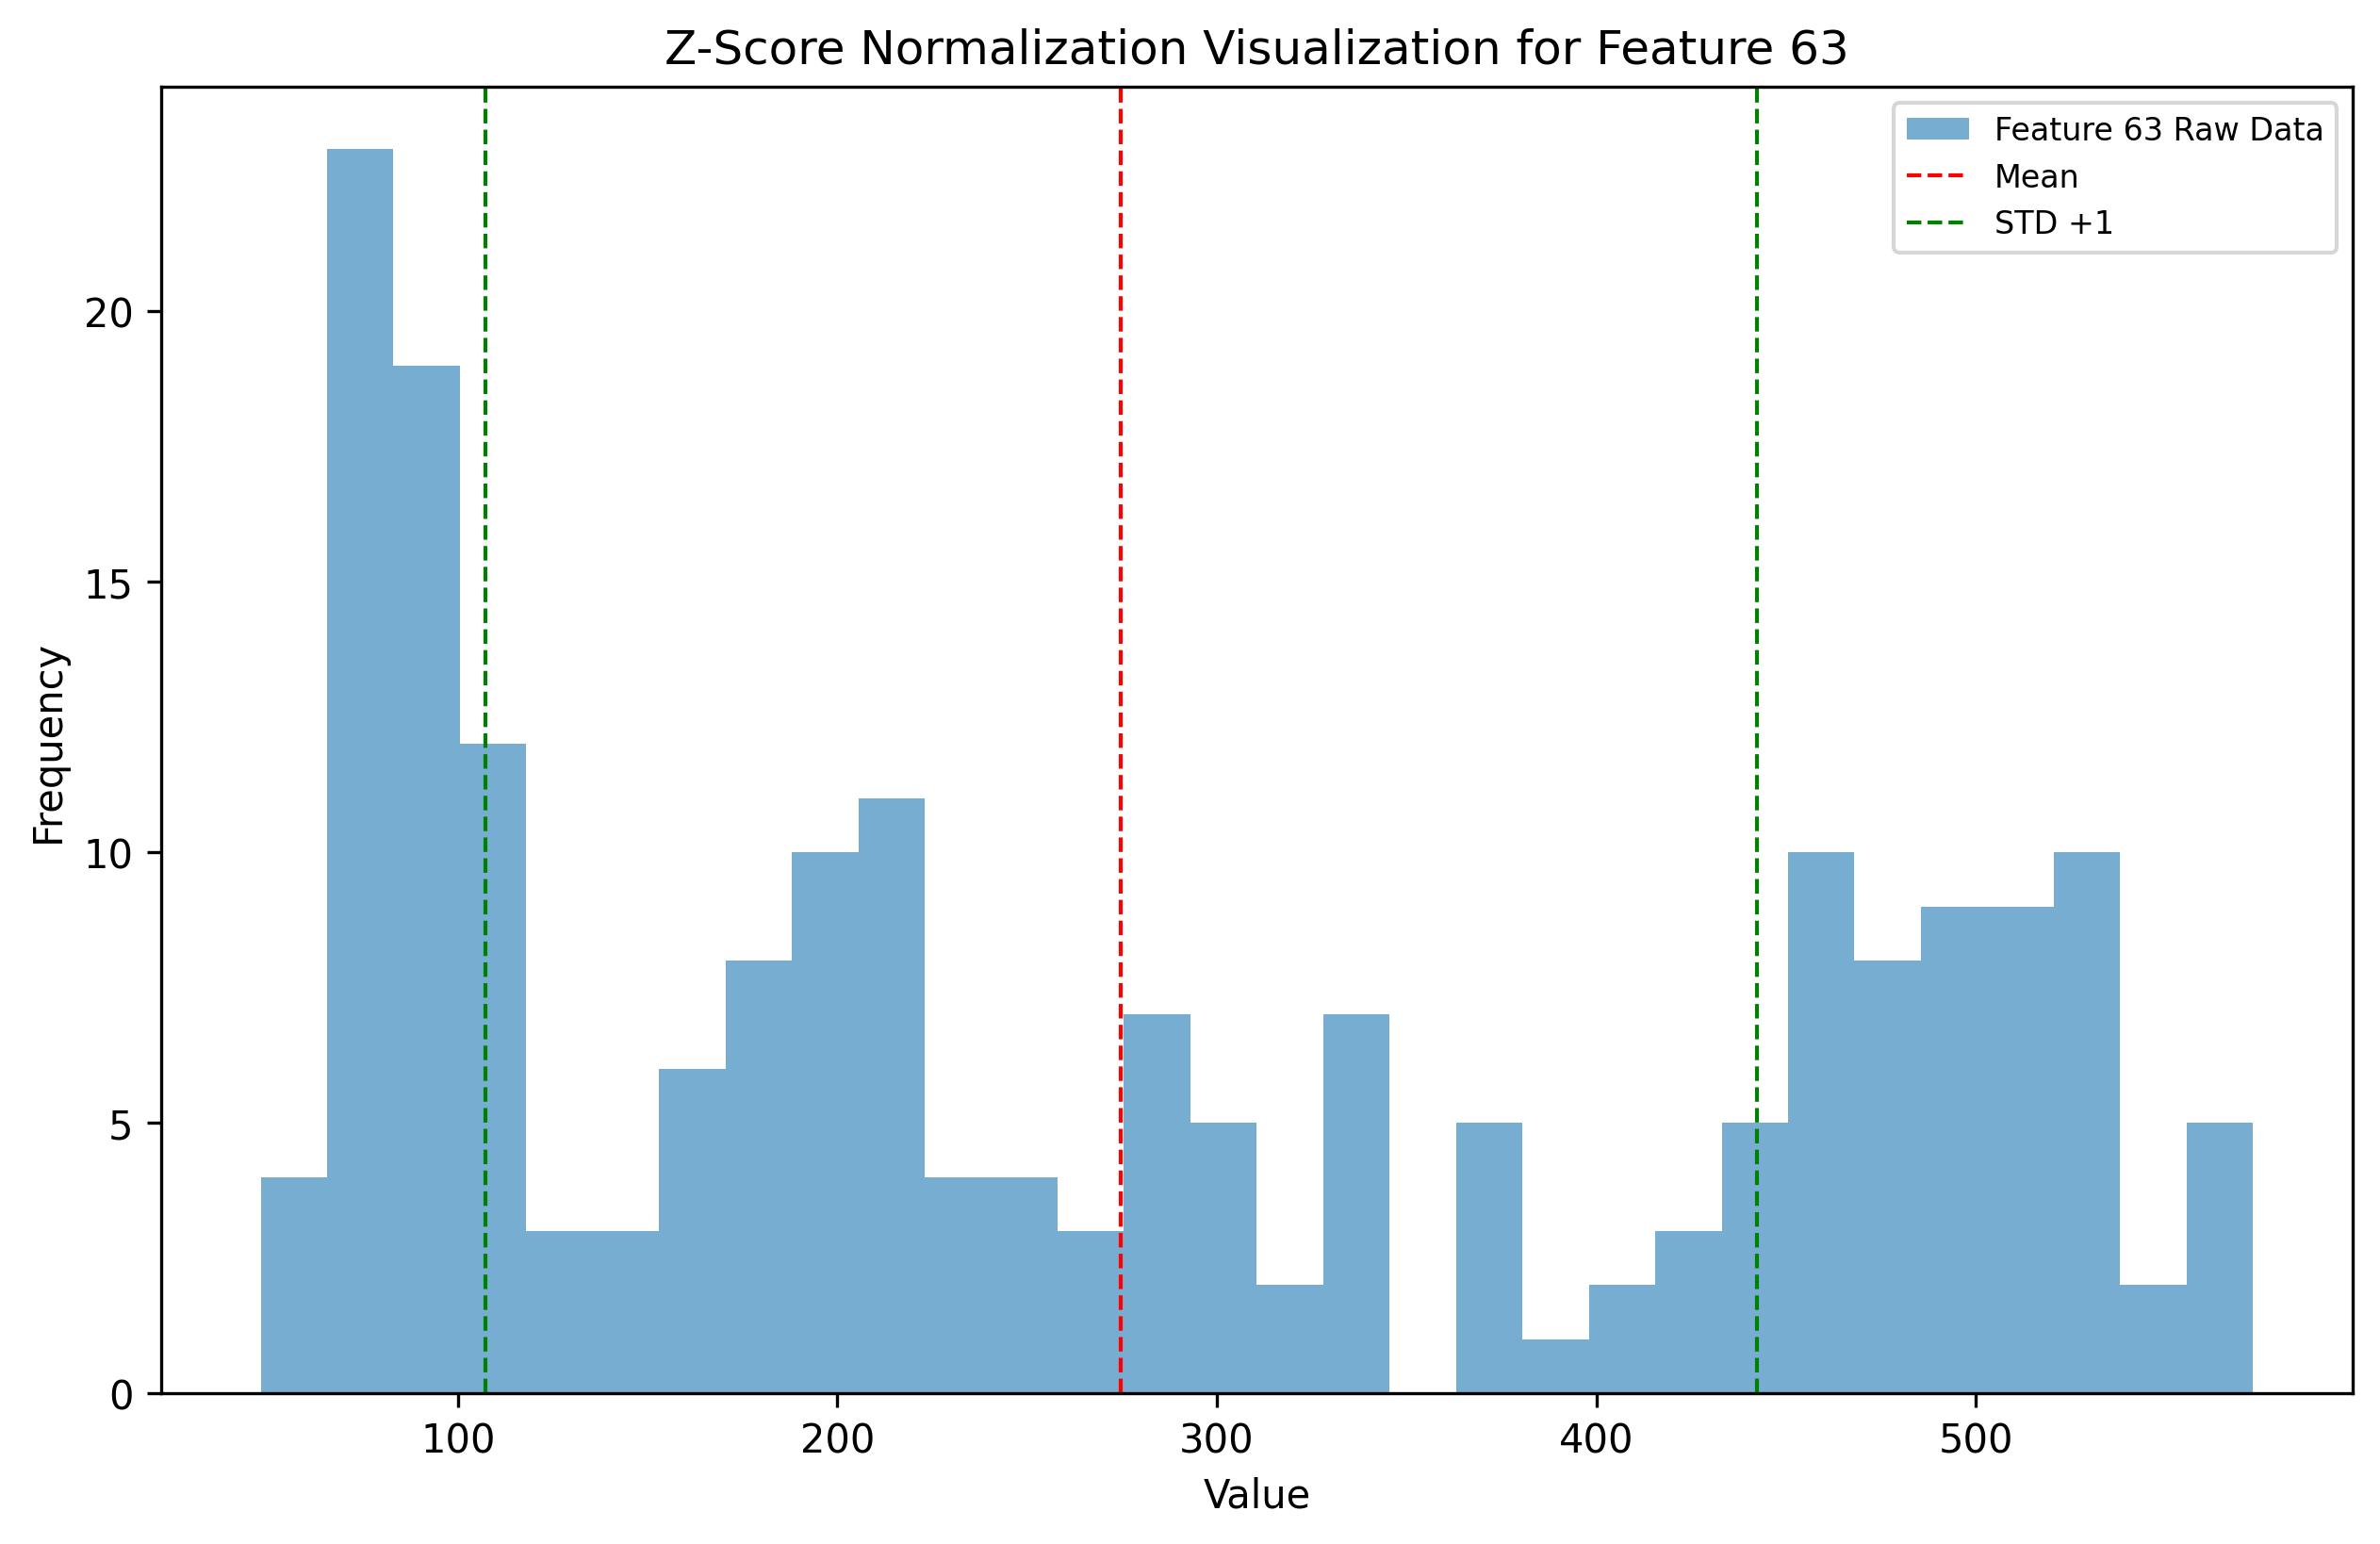 Z-Score Normalization Visualization for Feature 63
Feature 63 Raw Data
Mean
STD +1
Frequency
20
15
10
5
0
100 200 300 400 500
Value